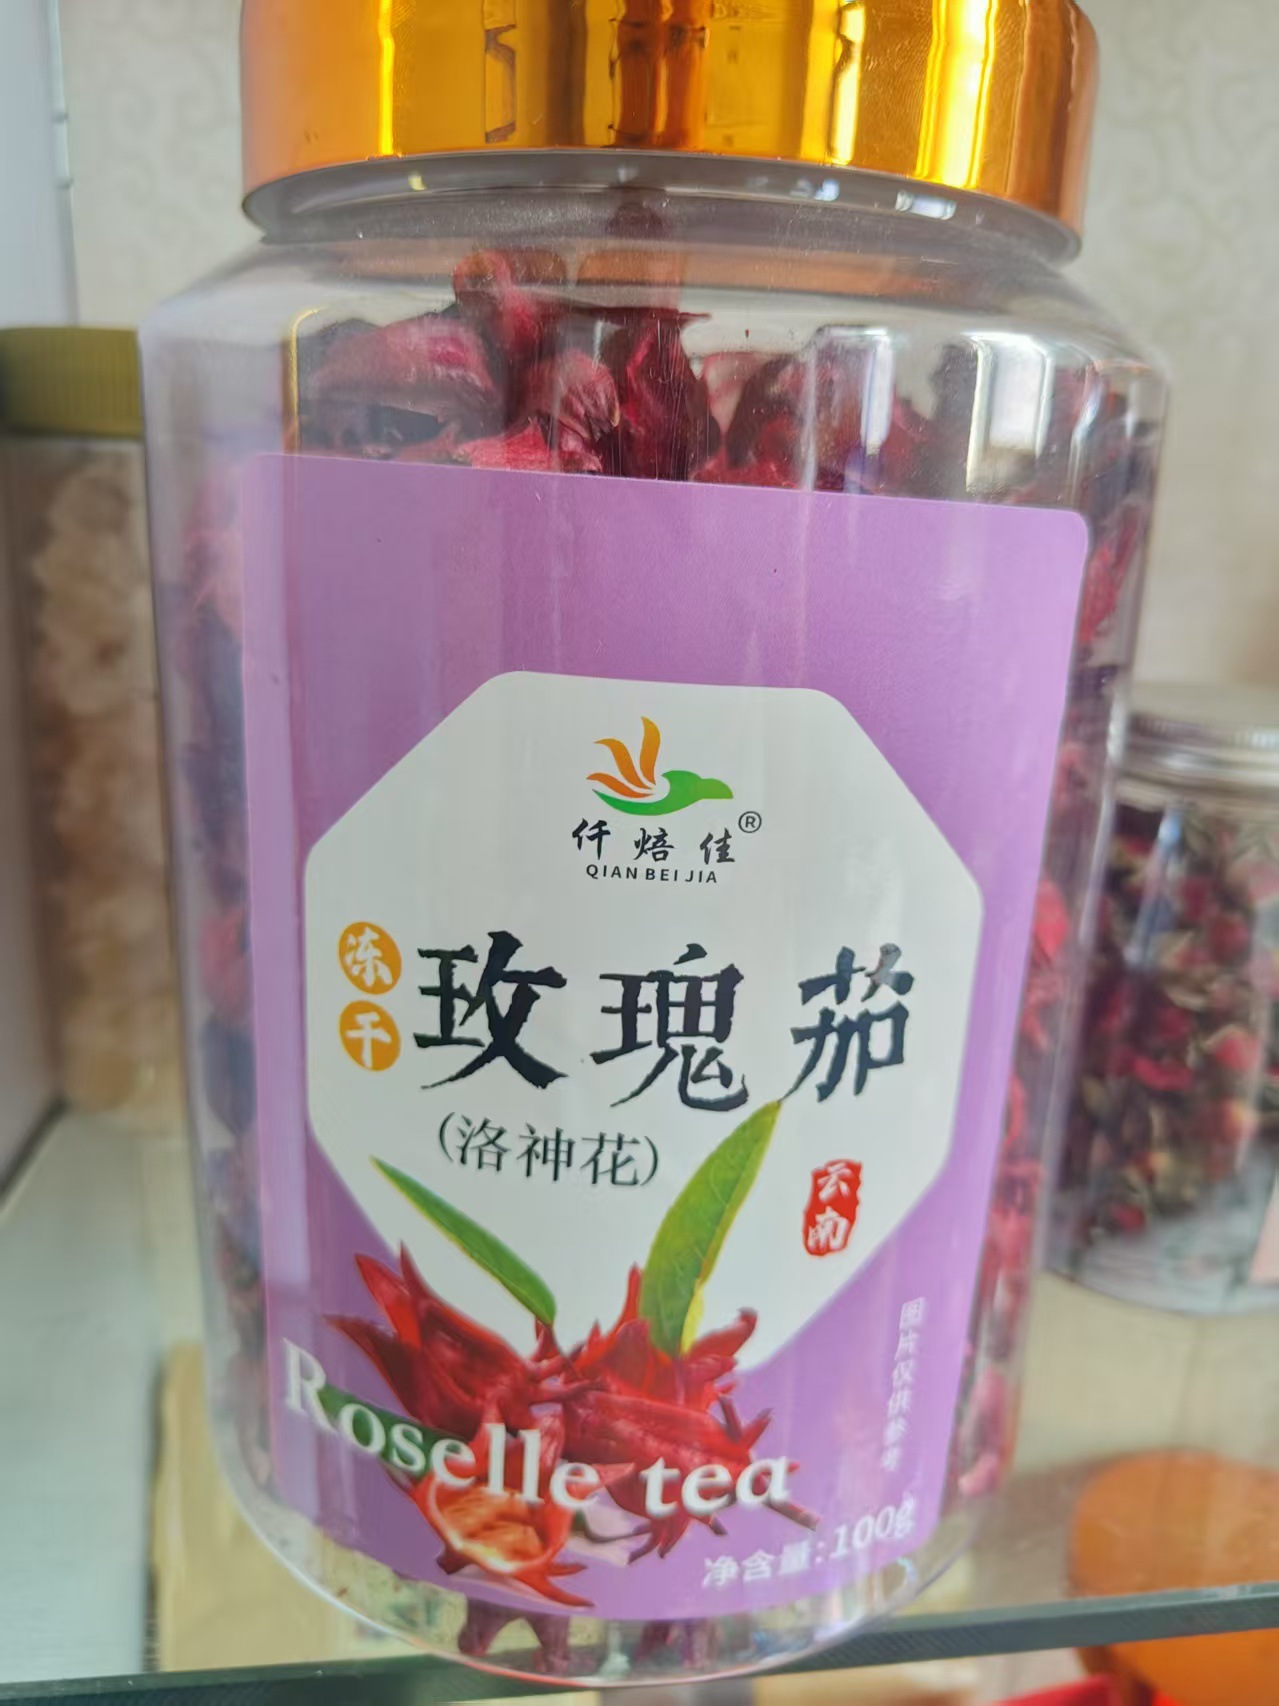 仟焙佳®
QIAN BEI JIA
冻干
玫瑰茄
(洛神花)
云南
图片仅供参考
Roselle tea
净含量:100g